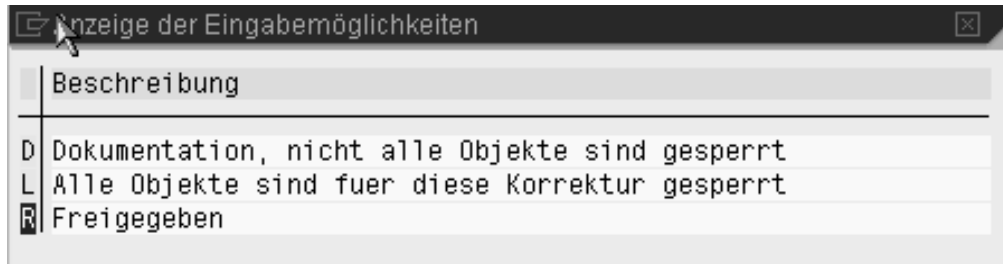 Anzeige der Eingabemöglichkeiten
Beschreibung
D Dokumentation, nicht alle Objekte sind gesperrt
L Alle Objekte sind fuer diese Korrektur gesperrt
R Freigegeben